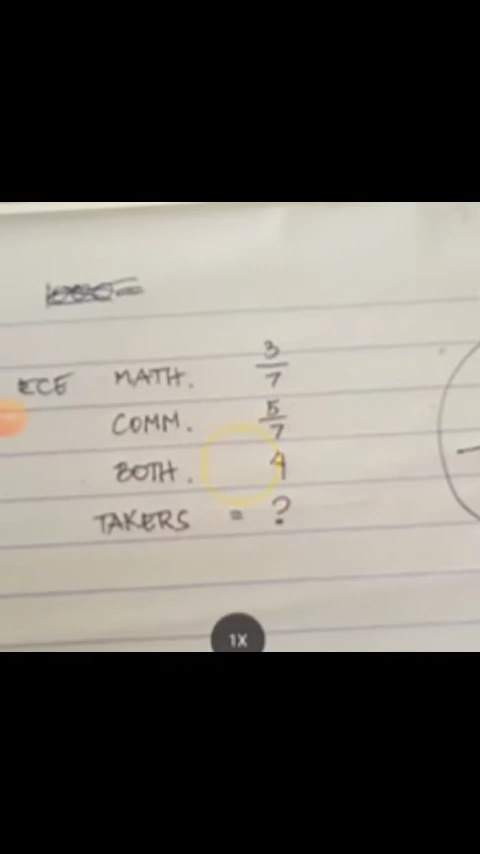 ECE MATH. 3/7
COMM. 5/7
BOTH. 4
TAKERS = ?
1X